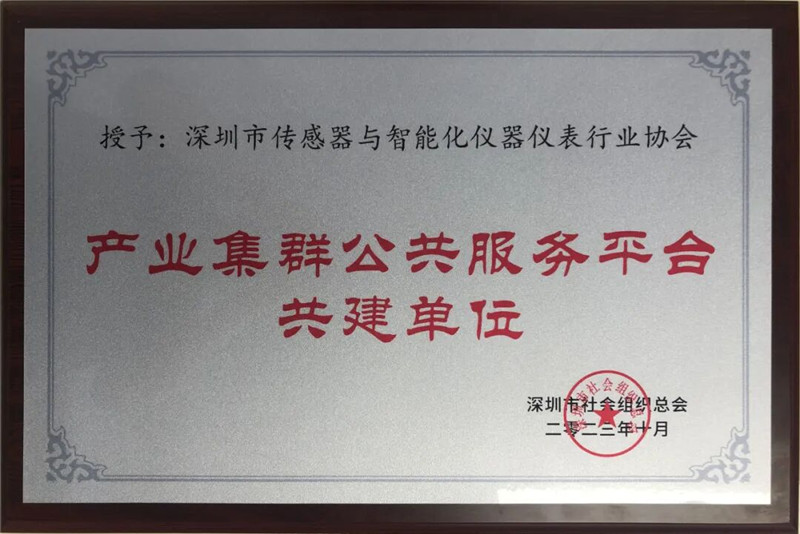 授予：深圳市传感器与智能化仪器仪表行业协会
产业集群公共服务平台
共建单位
深圳市社会组织总会
二零二三年十月